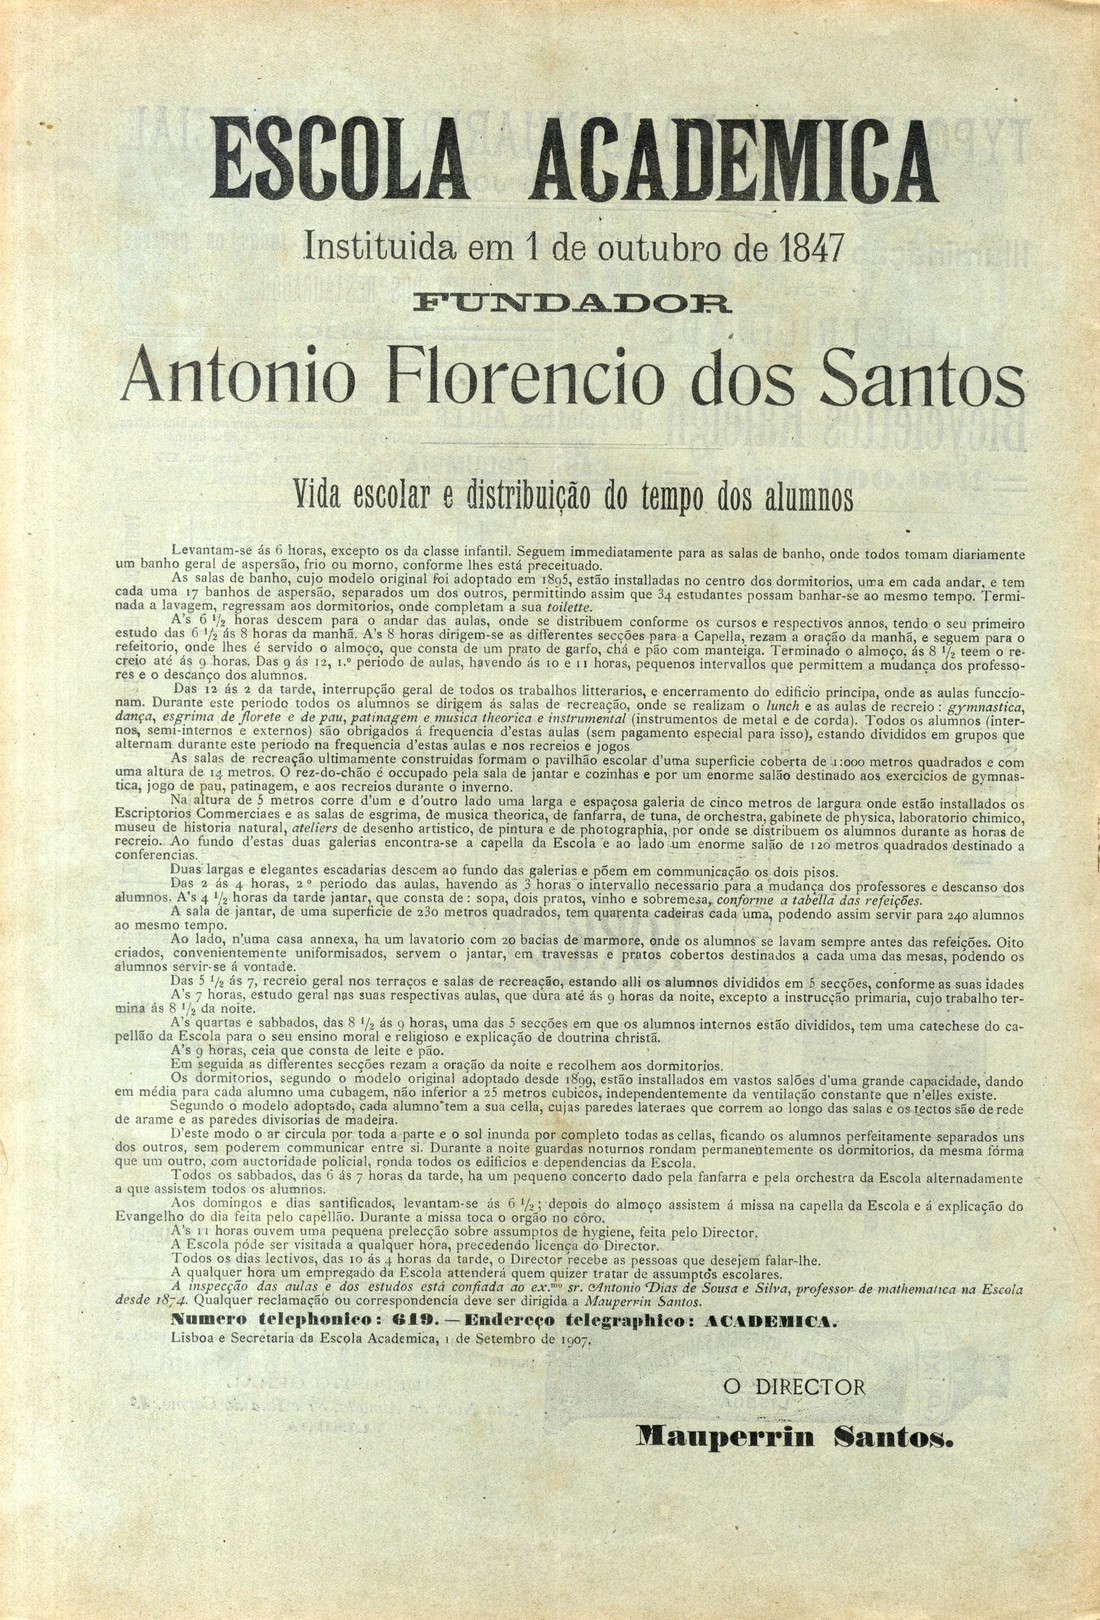 ESCOLA ACADEMICA
Instituida em 1 de outubro de 1847
FUNDADOR
Antonio Florencio dos Santos
Vida escolar e distribuição do tempo dos alumnos
Levantam-se ás 6 horas, excepto os da classe infantil. Seguem immediatamente para as salas de banho, onde todos tomam diariamente
um banho geral de aspersão, frio ou morno, conforme lhes está preceituado.
As salas de banho, cujo modelo original foi adoptado em 1895, estão installadas no centro dos dormitorios, uma em cada andar, e tem
cada uma 17 banhos de aspersão, separados um dos outros, permittindo assim que 34 estudantes possam banhar-se ao mesmo tempo. Termi-
nada a lavagem, regressam aos dormitorios, onde completam a sua toilette.
A's 6 1/2 horas descem para o andar das aulas, onde se distribuem conforme os cursos e respectivos annos, tendo o seu primeiro
estudo das 6 1/2 ás 8 horas da manhã. A's 8 horas dirigem-se as differentes secções para a Capella, rezam a oração da manhã, e seguem para o
refeitorio, onde lhes é servido o almoço, que consta de um prato de garfo, chá e pão com manteiga. Terminado o almoço, ás 8 1/2 teem o re-
creio até ás 9 horas. Das 9 ás 12, 1.º periodo de aulas, havendo ás 10 e 11 horas, pequenos intervallos que permittem a mudança dos professo-
res e o descanço dos alumnos.
Das 12 ás 2 da tarde, interrupção geral de todos os trabalhos litterarios, e encerramento do edificio principa, onde as aulas funccio-
nam. Durante este periodo todos os alumnos se dirigem ás salas de recreação, onde se realizam o lunch e as aulas de recreio : gymnastica,
dança, esgrima de florete e de pau, patinagem e musica theorica e instrumental (instrumentos de metal e de corda). Todos os alumnos (inter-
nos, semi-internos e externos) são obrigados á frequencia d'estas aulas (sem pagamento especial para isso), estando divididos em grupos que
alternam durante este periodo na frequencia d'estas aulas e nos recreios e jogos
As salas de recreação ultimamente construidas formam o pavilhão escolar d'uma superficie coberta de 1:000 metros quadrados e com
uma altura de 14 metros. O rez-do-chão é occupado pela sala de jantar e cozinhas e por um enorme salão destinado aos exercicios de gymnas-
tica, jogo de pau, patinagem, e aos recreios durante o inverno.
Na altura de 5 metros corre d'um e d'outro lado uma larga e espaçosa galeria de cinco metros de largura onde estão installados os
Escriptorios Commerciaes e as salas de esgrima, de musica theorica, de fanfarra, de tuna, de orchestra, gabinete de physica, laboratorio chimico,
museu de historia natural, ateliers de desenho artistico, de pintura e de photographia, por onde se distribuem os alumnos durante as horas de
recreio. Ao fundo d'estas duas galerias encontra-se a capella da Escola e ao lado um enorme salão de 120 metros quadrados destinado a
conferencias.
Duas largas e elegantes escadarias descem ao fundo das galerias e põem em communicação os dois pisos.
Das 2 ás 4 horas, 2º periodo das aulas, havendo ás 3 horas o intervallo necessario para a mudança dos professores e descanso dos
alumnos. A's 4 1/2 horas da tarde jantar, que consta de : sopa, dois pratos, vinho e sobremesa, conforme a tabella das refeições.
A sala de jantar, de uma superficie de 230 metros quadrados, tem quarenta cadeiras cada uma, podendo assim servir para 240 alumnos
ao mesmo tempo.
Ao lado, n'uma casa annexa, ha um lavatorio com 20 bacias de marmore, onde os alumnos se lavam sempre antes das refeições. Oito
criados, convenientemente uniformisados, servem o jantar, em travessas e pratos cobertos destinados a cada uma das mesas, podendo os
alumnos servir-se á vontade.
Das 5 1/2 ás 7, recreio geral nos terraços e salas de recreação, estando alli os alumnos divididos em 5 secções, conforme as suas idades
A's 7 horas, estudo geral nas suas respectivas aulas, que dura até ás 9 horas da noite, excepto a instrucção primaria, cujo trabalho ter-
mina ás 8 1/2 da noite.
A's quartas e sabbados, das 8 1/2 ás 9 horas, uma das 5 secções em que os alumnos internos estão divididos, tem uma catechese do ca-
pellão da Escola para o seu ensino moral e religioso e explicação de doutrina christã.
A's 9 horas, ceia que consta de leite e pão.
Em seguida as differentes secções rezam a oração da noite e recolhem aos dormitorios.
Os dormitorios, segundo o modelo original adoptado desde 1899, estão installados em vastos salões d'uma grande capacidade, dando
em média para cada alumno uma cubagem, não inferior a 25 metros cubicos, independentemente da ventilação constante que n'elles existe.
Segundo o modelo adoptado, cada alumno tem a sua cella, cujas paredes lateraes que correm ao longo das salas e os tectos são de rede
de arame e as paredes divisorias de madeira.
D'este modo o ar circula por toda a parte e o sol inunda por completo todas as cellas, ficando os alumnos perfeitamente separados uns
dos outros, sem poderem communicar entre si. Durante a noite guardas noturnos rondam permanentemente os dormitorios, da mesma fórma
que um outro, com auctoridade policial, ronda todos os edificios e dependencias da Escola.
Todos os sabbados, das 6 ás 7 horas da tarde, ha um pequeno concerto dado pela fanfarra e pela orchestra da Escola alternadamente
a que assistem todos os alumnos.
Aos domingos e dias santificados, levantam-se ás 6 1/2 ; depois do almoço assistem á missa na capella da Escola e á explicação do
Evangelho do dia feita pelo capellão. Durante a missa toca o orgão no côro.
A's 11 horas ouvem uma pequena prelecção sobre assumptos de hygiene, feita pelo Director.
A Escola póde ser visitada a qualquer hora, precedendo licença do Director.
Todos os dias lectivos, das 10 ás 4 horas da tarde, o Director recebe as pessoas que desejem falar-lhe.
A qualquer hora um empregado da Escola attenderá quem quizer tratar de assumptos escolares.
A inspecção das aulas e dos estudos está confiada ao ex.mo sr. Antonio Dias de Sousa e Silva, professor de mathematica na Escola
desde 1874. Qualquer reclamação ou correspondencia deve ser dirigida a Mauperrin Santos.
Numero telephonico: 619. — Endereço telegraphico: ACADEMICA.
Lisboa e Secretaria da Escola Academica, 1 de Setembro de 1907.
O DIRECTOR
Mauperrin Santos.